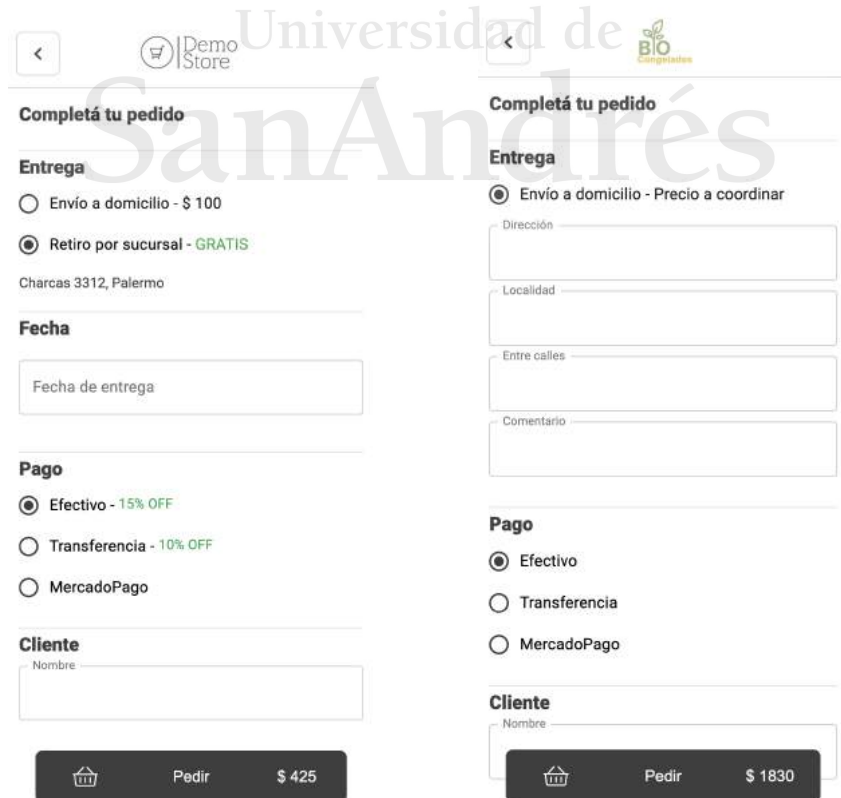 Universidad de
SanAndrés
Demo
Store
Completá tu pedido
Entrega
Envío a domicilio - $ 100
Retiro por sucursal - GRATIS
Charcas 3312, Palermo
Fecha
Fecha de entrega
Pago
Efectivo - 15% OFF
Transferencia - 10% OFF
MercadoPago
Cliente
Nombre
Pedir $ 425
BIO
Congelados
Completá tu pedido
Entrega
Envío a domicilio - Precio a coordinar
Dirección
Localidad
Entre calles
Comentario
Pago
Efectivo
Transferencia
MercadoPago
Cliente
Nombre
Pedir $ 1830